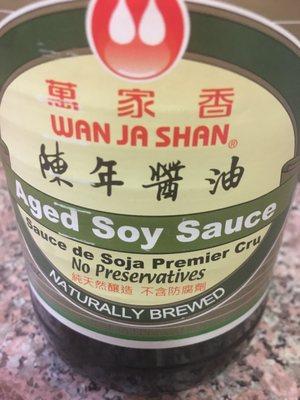 萬家香
WAN JA SHAN®
陳年醬油
Aged Soy Sauce
Sauce de Soja Premier Cru
No Preservatives
純天然釀造 不含防腐劑
NATURALLY BREWED